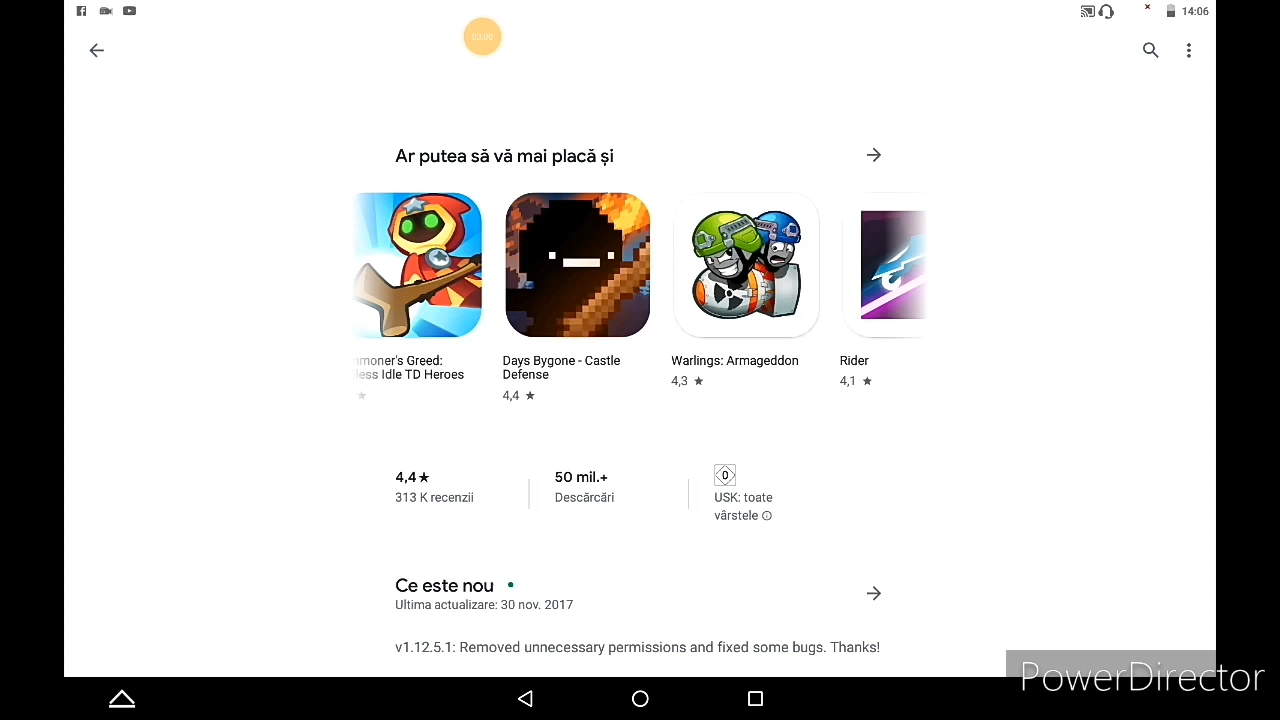 14:06
03:00
Ar putea să vă mai placă și
mmoner's Greed:
less Idle TD Heroes
Days Bygone - Castle
Defense
4,4 ★
Warlings: Armageddon
4,3 ★
Rider
4,1 ★
4,4★
313 K recenzii
50 mil.+
Descărcări
0
USK: toate
vârstele
Ce este nou
Ultima actualizare: 30 nov. 2017
v1.12.5.1: Removed unnecessary permissions and fixed some bugs. Thanks!
PowerDirector